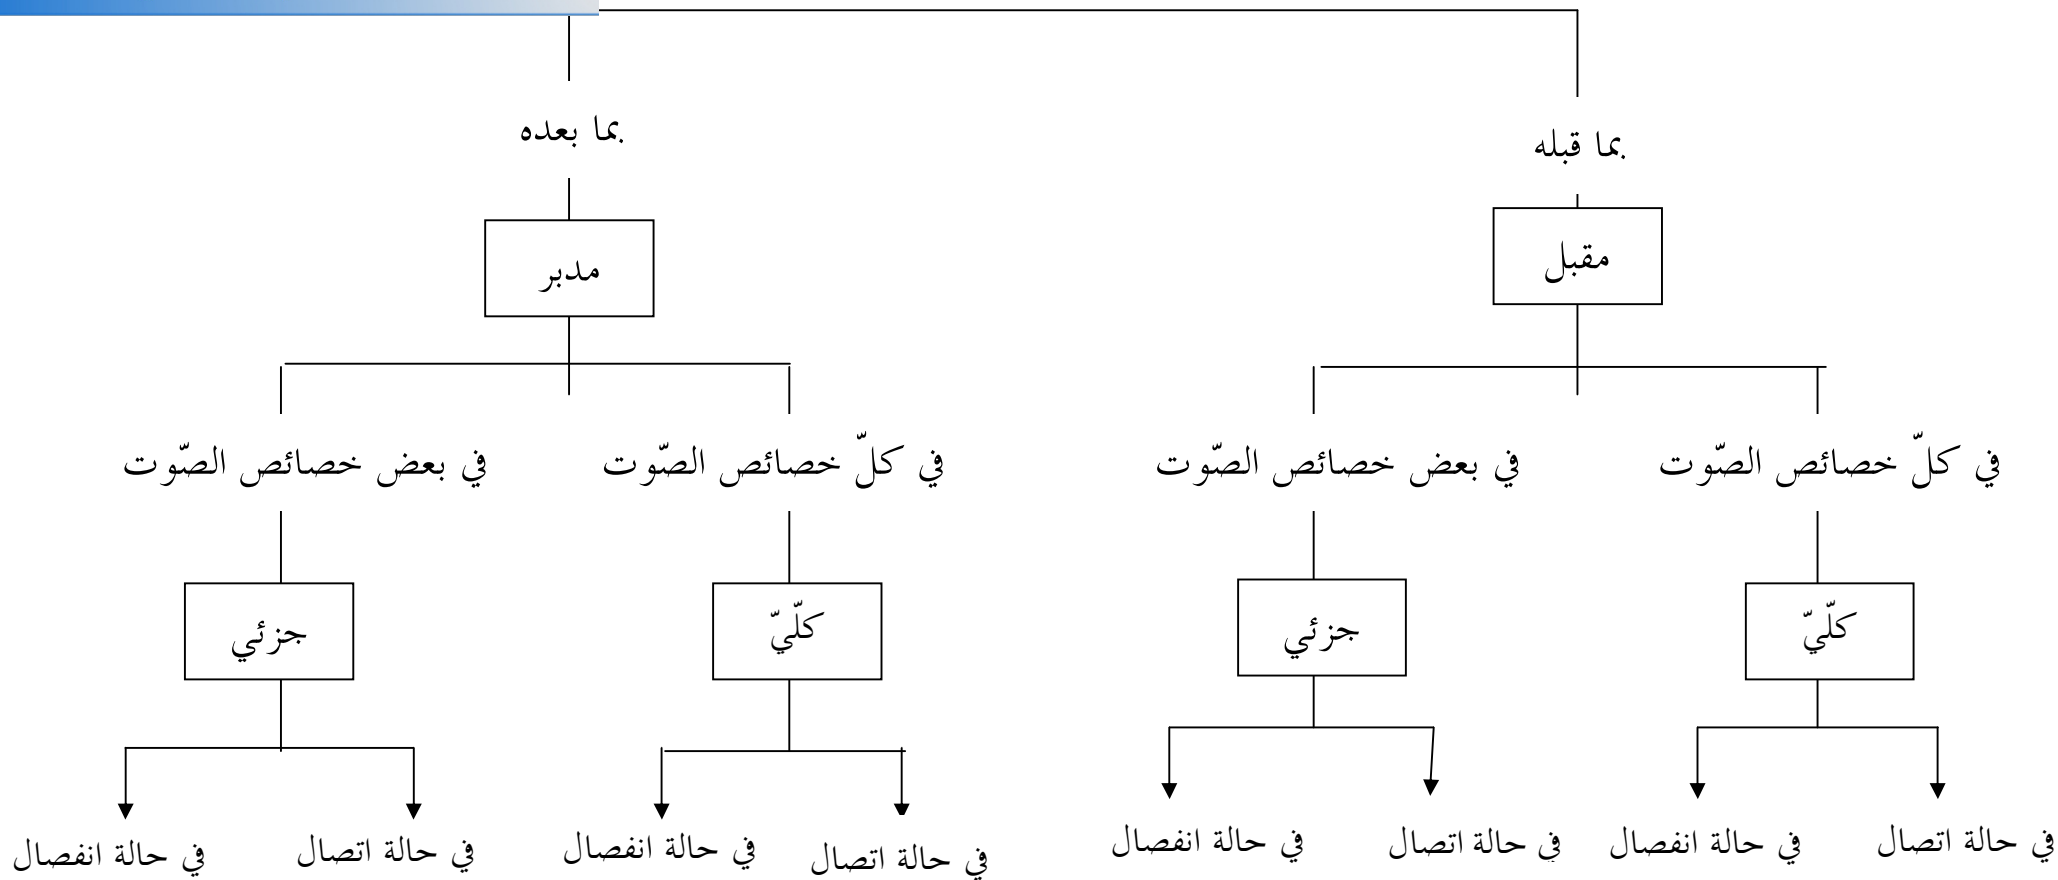 بما قبله
بما بعده
مقبل
مدبر
في كلّ خصائص الصّوت
في بعض خصائص الصّوت
في كلّ خصائص الصّوت
في بعض خصائص الصّوت
كلّيّ
جزئي
كلّيّ
جزئي
في حالة اتصال
في حالة انفصال
في حالة اتصال
في حالة انفصال
في حالة اتصال
في حالة انفصال
في حالة اتصال
في حالة انفصال